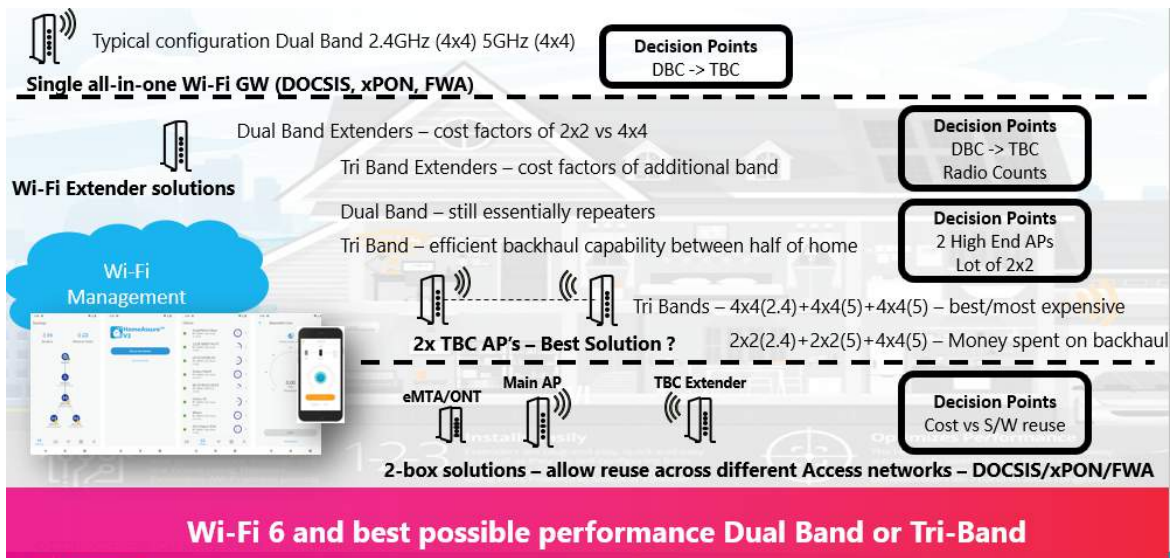 Typical configuration Dual Band 2.4GHz (4x4) 5GHz (4x4)
Decision Points
DBC -> TBC
Single all-in-one Wi-Fi GW (DOCSIS, xPON, FWA)
Dual Band Extenders – cost factors of 2x2 vs 4x4
Tri Band Extenders – cost factors of additional band
Wi-Fi Extender solutions
Decision Points
DBC -> TBC
Radio Counts
Dual Band – still essentially repeaters
Tri Band – efficient backhaul capability between half of home
Decision Points
2 High End APs
Lot of 2x2
Wi-Fi
Management
HomeAssure™
V3
Tri Bands – 4x4(2.4)+4x4(5)+4x4(5) – best/most expensive
2x TBC AP's – Best Solution ?
2x2(2.4)+2x2(5)+4x4(5) – Money spent on backhaul
eMTA/ONT
Main AP
TBC Extender
Decision Points
Cost vs S/W reuse
1-2-3
Optimizes Performance
2-box solutions – allow reuse across different Access networks – DOCSIS/xPON/FWA
Wi-Fi 6 and best possible performance Dual Band or Tri-Band